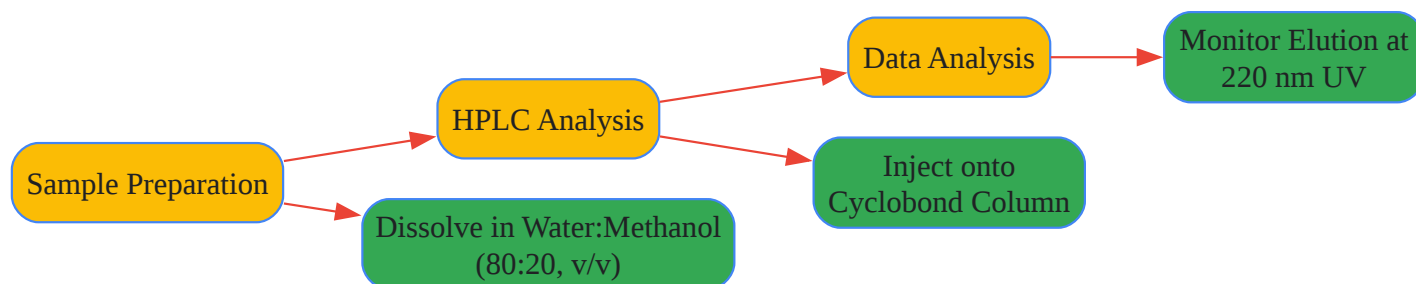 Sample Preparation
Dissolve in Water:Methanol
(80:20, v/v)
HPLC Analysis
Inject onto
Cyclobond Column
Data Analysis
Monitor Elution at
220 nm UV